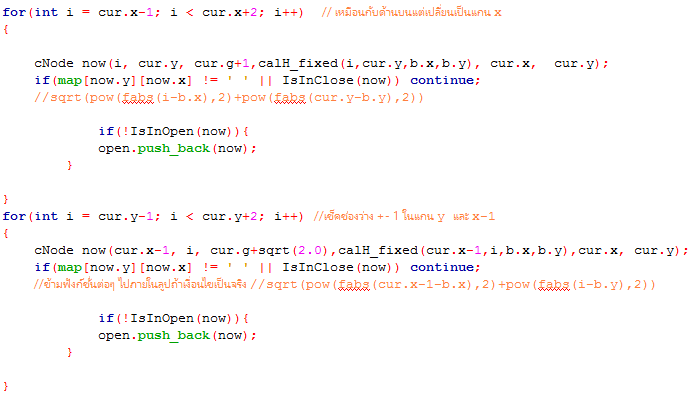 for(int i = cur.x-1; i < cur.x+2; i++)  // เหมือนกับด้านบนแต่เปลี่ยนเป็นแกน x
{
cNode now(i, cur.y, cur.g+1,calH_fixed(i,cur.y,b.x,b.y), cur.x,  cur.y);
if(map[now.y][now.x] != ' ' || IsInClose(now)) continue;
//sqrt(pow(fabs(i-b.x),2)+pow(fabs(cur.y-b.y),2))
if(!IsInOpen(now)){
open.push_back(now);
}
}
for(int i = cur.y-1; i < cur.y+2; i++) //เช็คช่องว่าง +- 1 ในแกน y  และ x-1
{
cNode now(cur.x-1, i, cur.g+sqrt(2.0),calH_fixed(cur.x-1,i,b.x,b.y),cur.x, cur.y);
if(map[now.y][now.x] != ' ' || IsInClose(now)) continue;
//ข้ามฟังค์ชั่นต่อๆ ไปภายในลูปถ้าเงื่อนไขเป็นจริง //sqrt(pow(fabs(cur.x-1-b.x),2)+pow(fabs(i-b.y),2))
if(!IsInOpen(now)){
open.push_back(now);
}
}